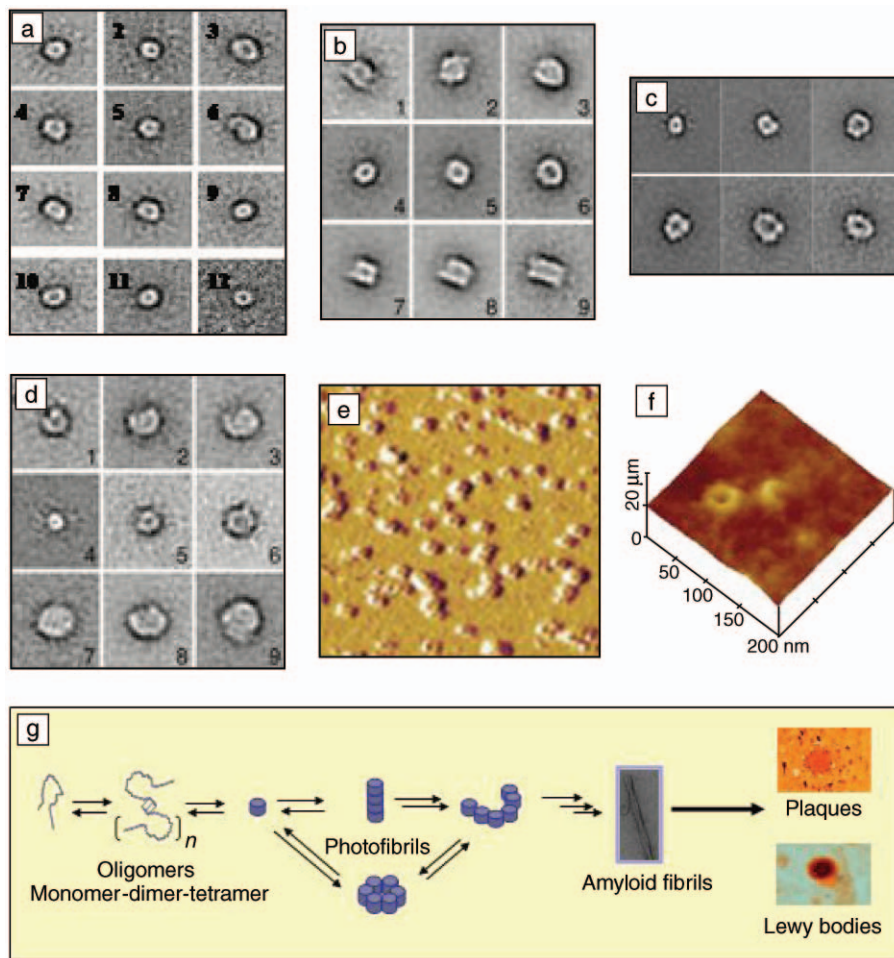 a
2 3
4 5 6
7 8 9
10 11 12
b
1 2 3
4 5 6
7 8 9
c
d
1 2 3
4 5 6
7 8 9
e
f
20 µm
0
50
100
150
200 nm
g
n
Oligomers
Monomer-dimer-tetramer
Photofibrils
Amyloid fibrils
Plaques
Lewy bodies